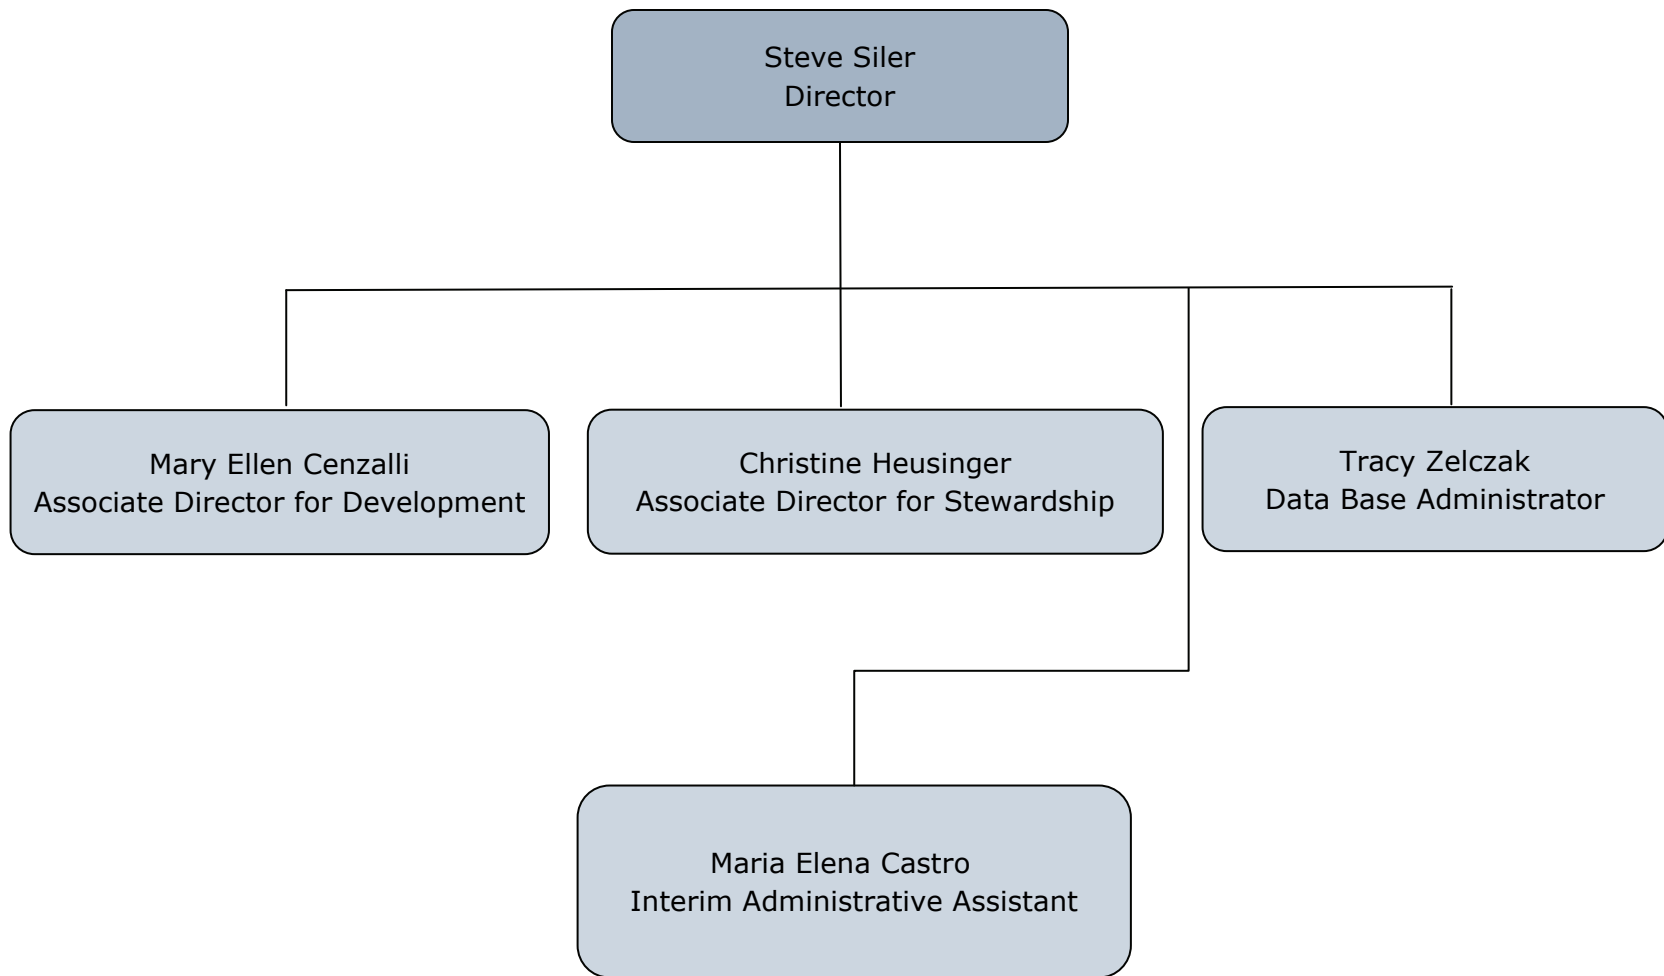 Steve Siler
Director
Mary Ellen Cenzalli
Associate Director for Development
Christine Heusinger
Associate Director for Stewardship
Tracy Zelczak
Data Base Administrator
Maria Elena Castro
Interim Administrative Assistant